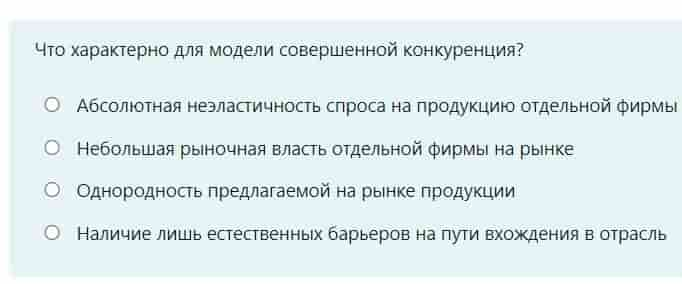 Что характерно для модели совершенной конкуренция?
Абсолютная неэластичность спроса на продукцию отдельной фирмы
Небольшая рыночная власть отдельной фирмы на рынке
Однородность предлагаемой на рынке продукции
Наличие лишь естественных барьеров на пути вхождения в отрасль